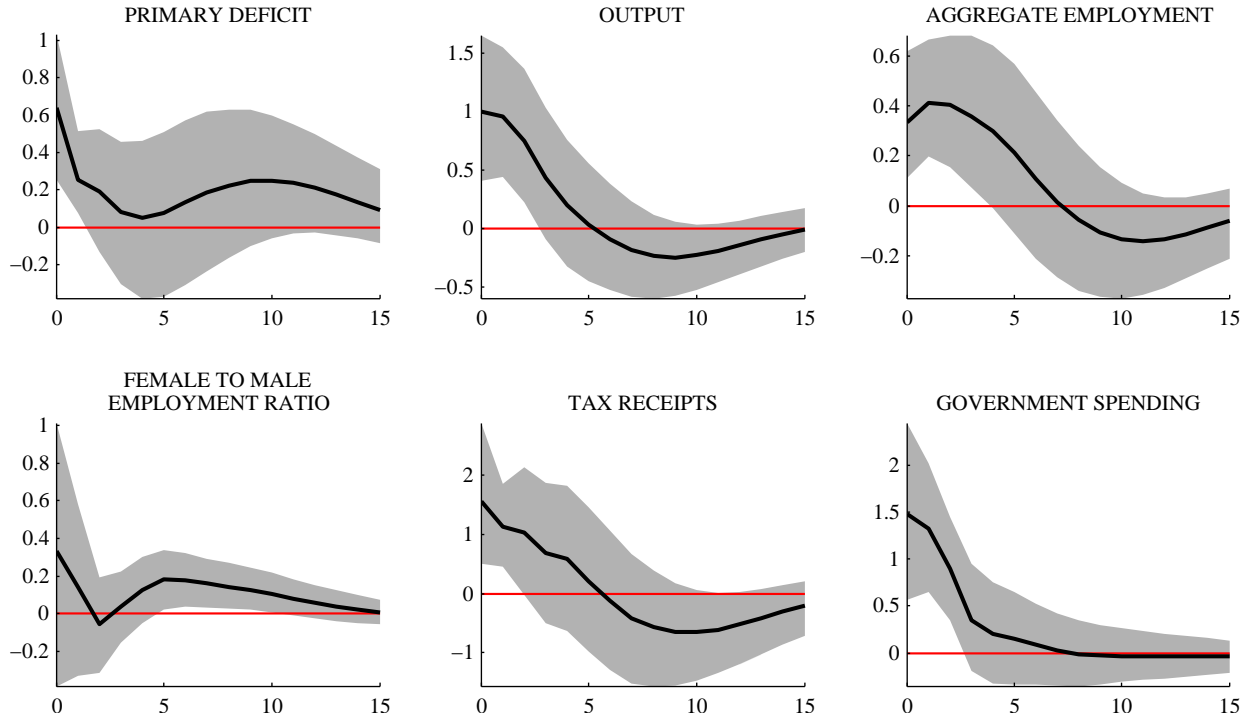 PRIMARY DEFICIT
1
0.8
0.6
0.4
0.2
0
−0.2
0 5 10 15
OUTPUT
1.5
1
0.5
0
−0.5
0 5 10 15
AGGREGATE EMPLOYMENT
0.6
0.4
0.2
0
−0.2
0 5 10 15
FEMALE TO MALE
EMPLOYMENT RATIO
1
0.8
0.6
0.4
0.2
0
−0.2
0 5 10 15
TAX RECEIPTS
2
1
0
−1
0 5 10 15
GOVERNMENT SPENDING
2
1.5
1
0.5
0
0 5 10 15